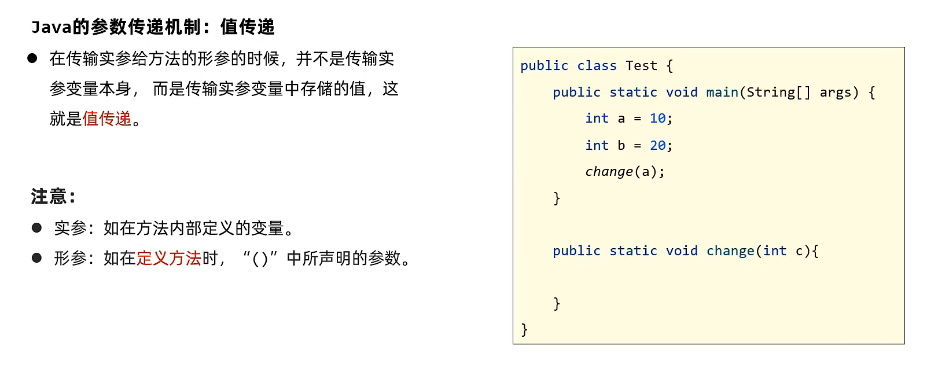 Java的参数传递机制：值传递
● 在传输实参给方法的形参的时候，并不是传输实
参变量本身， 而是传输实参变量中存储的值，这
就是值传递。
注意：
● 实参：如在方法内部定义的变量。
● 形参：如在定义方法时，“()”中所声明的参数。
public class Test {
    public static void main(String[] args) {
        int a = 10;
        int b = 20;
        change(a);
    }
    public static void change(int c){
    }
}